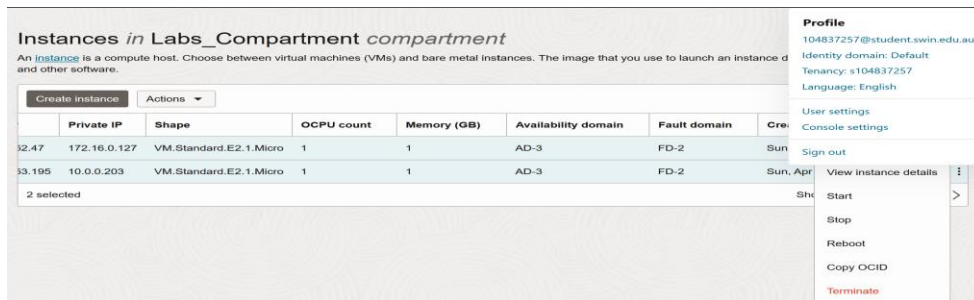 Instances in Labs_Compartment compartment
An instance is a compute host. Choose between virtual machines (VMs) and bare metal instances. The image that you use to launch an instance d
and other software.
Create instance Actions
Private IP Shape OCPU count Memory (GB) Availability domain Fault domain Cre
62.47 172.16.0.127 VM.Standard.E2.1.Micro 1 1 AD-3 FD-2 Sun
63.195 10.0.0.203 VM.Standard.E2.1.Micro 1 1 AD-3 FD-2 Sun, Apr
2 selected Sho
Profile
104837257@student.swin.edu.au
Identity domain: Default
Tenancy: s104837257
Language: English
User settings
Console settings
Sign out
View instance details
Start
Stop
Reboot
Copy OCID
Terminate